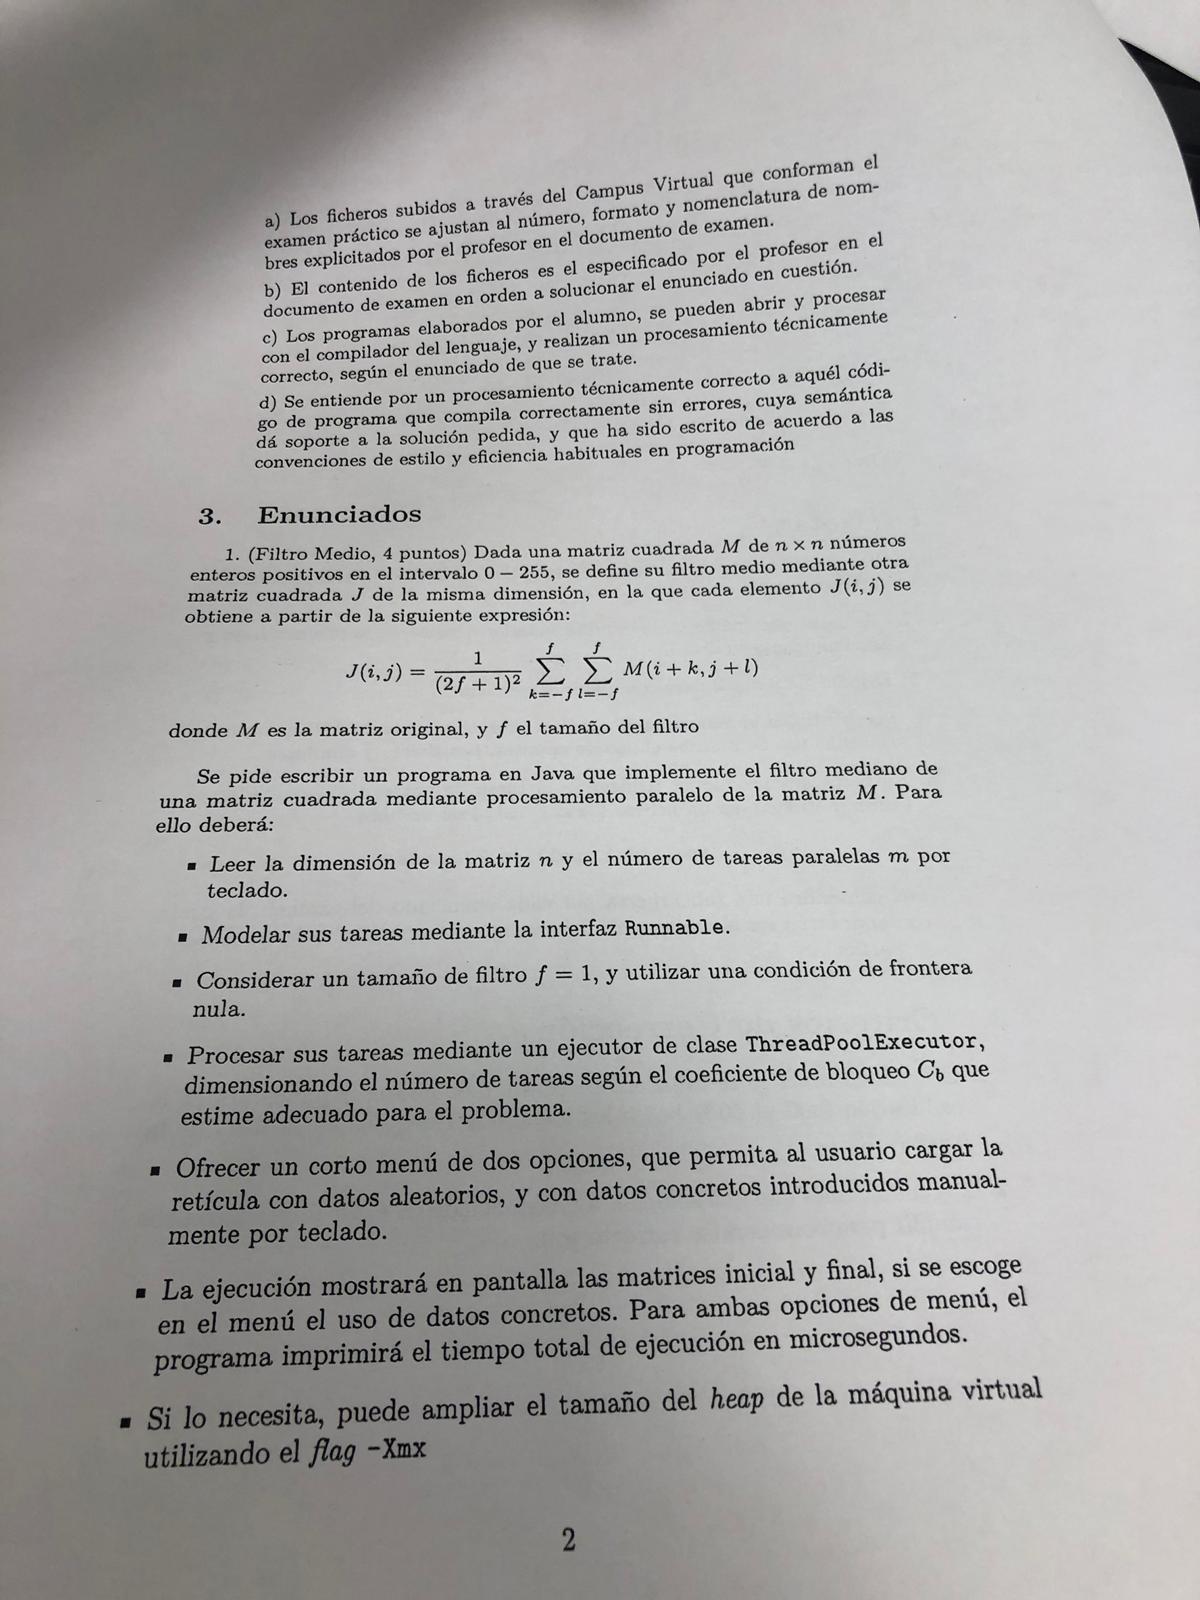 a) Los ficheros subidos a través del Campus Virtual que conforman el
examen práctico se ajustan al número, formato y nomenclatura de nom-
bres explicitados por el profesor en el documento de examen.
b) El contenido de los ficheros es el especificado por el profesor en el
documento de examen en orden a solucionar el enunciado en cuestión.
c) Los programas elaborados por el alumno, se pueden abrir y procesar
con el compilador del lenguaje, y realizan un procesamiento técnicamente
correcto, según el enunciado de que se trate.
d) Se entiende por un procesamiento técnicamente correcto a aquél códi-
go de programa que compila correctamente sin errores, cuya semántica
dá soporte a la solución pedida, y que ha sido escrito de acuerdo a las
convenciones de estilo y eficiencia habituales en programación
3. Enunciados
1. (Filtro Medio, 4 puntos) Dada una matriz cuadrada M de n × n números
enteros positivos en el intervalo 0 – 255, se define su filtro medio mediante otra
matriz cuadrada J de la misma dimensión, en la que cada elemento J(i, j) se
obtiene a partir de la siguiente expresión:
J(i, j) = 1/(2f + 1)² ∑_{k=−f}^{f} ∑_{l=−f}^{f} M(i + k, j + l)
donde M es la matriz original, y f el tamaño del filtro
Se pide escribir un programa en Java que implemente el filtro mediano de
una matriz cuadrada mediante procesamiento paralelo de la matriz M. Para
ello deberá:
▪ Leer la dimensión de la matriz n y el número de tareas paralelas m por
teclado.
▪ Modelar sus tareas mediante la interfaz Runnable.
▪ Considerar un tamaño de filtro f = 1, y utilizar una condición de frontera
nula.
▪ Procesar sus tareas mediante un ejecutor de clase ThreadPoolExecutor,
dimensionando el número de tareas según el coeficiente de bloqueo C_b que
estime adecuado para el problema.
▪ Ofrecer un corto menú de dos opciones, que permita al usuario cargar la
retícula con datos aleatorios, y con datos concretos introducidos manual-
mente por teclado.
▪ La ejecución mostrará en pantalla las matrices inicial y final, si se escoge
en el menú el uso de datos concretos. Para ambas opciones de menú, el
programa imprimirá el tiempo total de ejecución en microsegundos.
▪ Si lo necesita, puede ampliar el tamaño del heap de la máquina virtual
utilizando el flag -Xmx
2